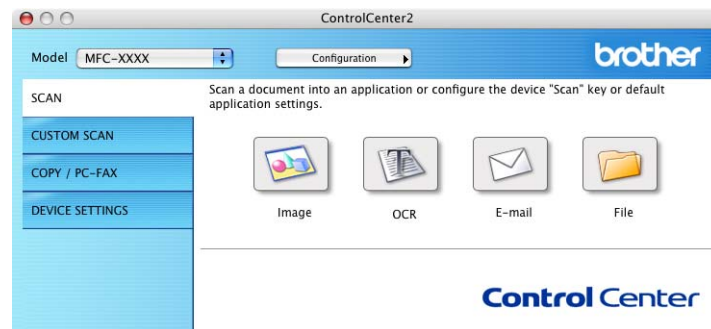 ControlCenter2
Model MFC-XXXX Configuration brother
SCAN
Scan a document into an application or configure the device "Scan" key or default
application settings.
CUSTOM SCAN
COPY / PC-FAX
DEVICE SETTINGS
Image OCR E-mail File
Control Center